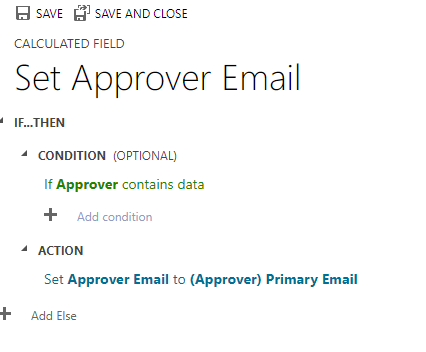 SAVE SAVE AND CLOSE
CALCULATED FIELD
Set Approver Email
IF...THEN
CONDITION (OPTIONAL)
If Approver contains data
Add condition
ACTION
Set Approver Email to (Approver) Primary Email
Add Else